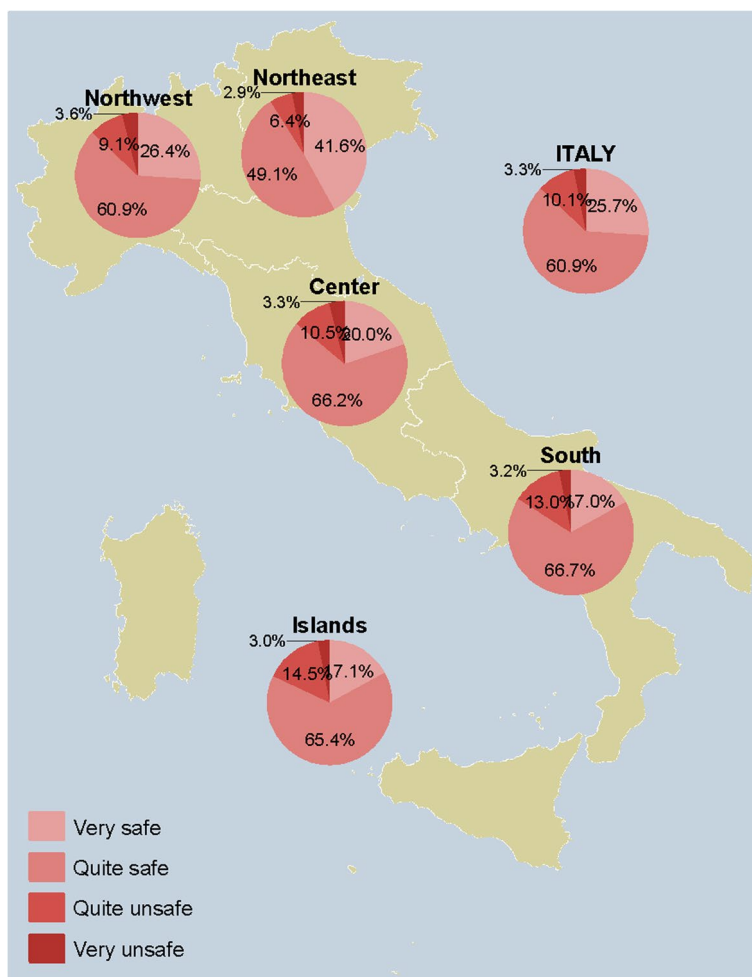 Northeast
2.9%
6.4%
41.6%
49.1%
Northwest
3.6%
9.1%
26.4%
60.9%
ITALY
3.3%
10.1%
25.7%
60.9%
Center
3.3%
10.5%
20.0%
66.2%
South
3.2%
13.0%
17.0%
66.7%
Islands
3.0%
14.5%
17.1%
65.4%
Very safe
Quite safe
Quite unsafe
Very unsafe